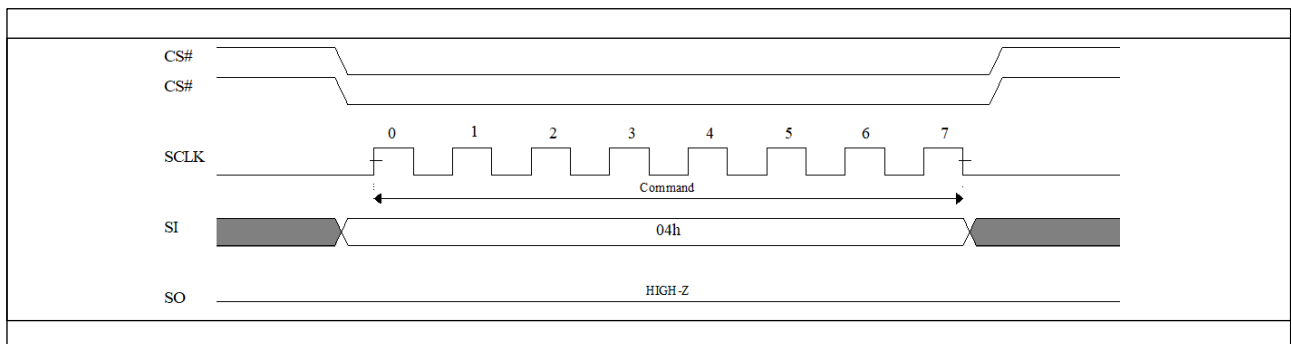 CS#
CS#
0 1 2 3 4 5 6 7
SCLK
Command
SI 04h
SO HIGH-Z